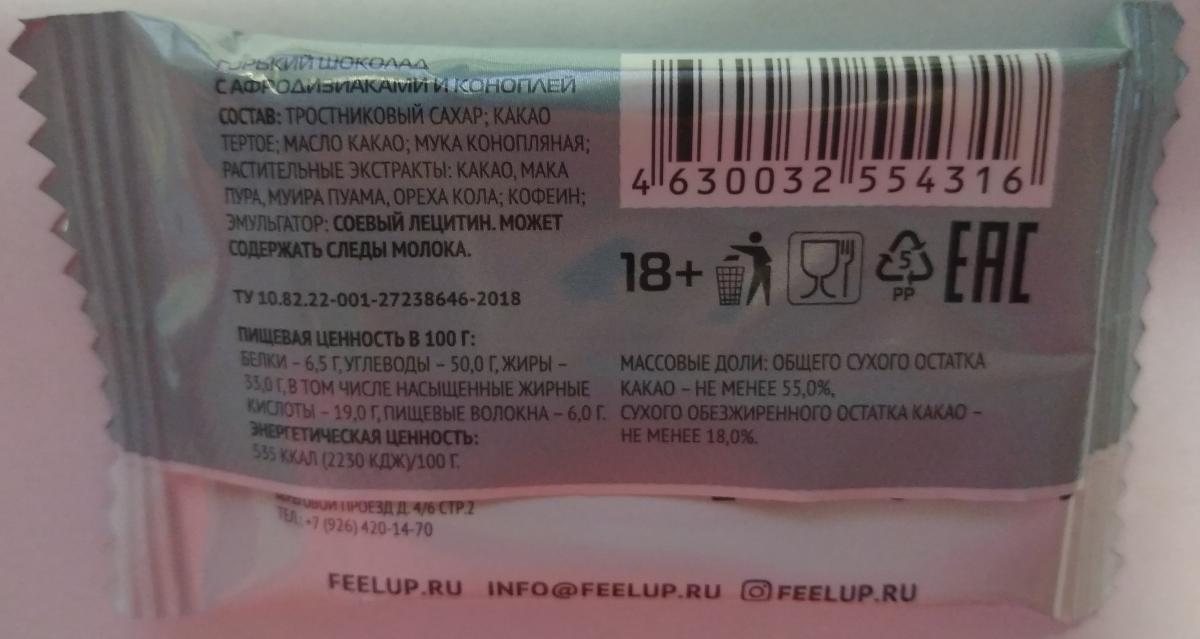 ГОРЬКИЙ ШОКОЛАД
С АФРОДИЗИАКАМИ И КОНОПЛЕЙ
СОСТАВ: ТРОСТНИКОВЫЙ САХАР; КАКАО
ТЕРТОЕ; МАСЛО КАКАО; МУКА КОНОПЛЯНАЯ;
РАСТИТЕЛЬНЫЕ ЭКСТРАКТЫ: КАКАО, МАКА
ПУРА, МУИРА ПУАМА, ОРЕХА КОЛА; КОФЕИН;
ЭМУЛЬГАТОР: СОЕВЫЙ ЛЕЦИТИН. МОЖЕТ
СОДЕРЖАТЬ СЛЕДЫ МОЛОКА.
ТУ 10.82.22-001-27238646-2018
ПИЩЕВАЯ ЦЕННОСТЬ В 100 Г:
БЕЛКИ – 6,5 Г, УГЛЕВОДЫ – 50,0 Г, ЖИРЫ –
33,0 Г, В ТОМ ЧИСЛЕ НАСЫЩЕННЫЕ ЖИРНЫЕ
КИСЛОТЫ – 19,0 Г, ПИЩЕВЫЕ ВОЛОКНА – 6,0 Г.
ЭНЕРГЕТИЧЕСКАЯ ЦЕННОСТЬ:
535 ККАЛ (2230 КДЖ)/100 Г.
4 630032 554316
18+
5
PP
EAC
МАССОВЫЕ ДОЛИ: ОБЩЕГО СУХОГО ОСТАТКА
КАКАО – НЕ МЕНЕЕ 55,0%,
СУХОГО ОБЕЗЖИРЕННОГО ОСТАТКА КАКАО –
НЕ МЕНЕЕ 18,0%.
ПРОЕЗД Д. 4/6 СТР.2
ТЕЛ: +7 (926) 420-14-70
FEELUP.RU INFO@FEELUP.RU FEELUP.RU